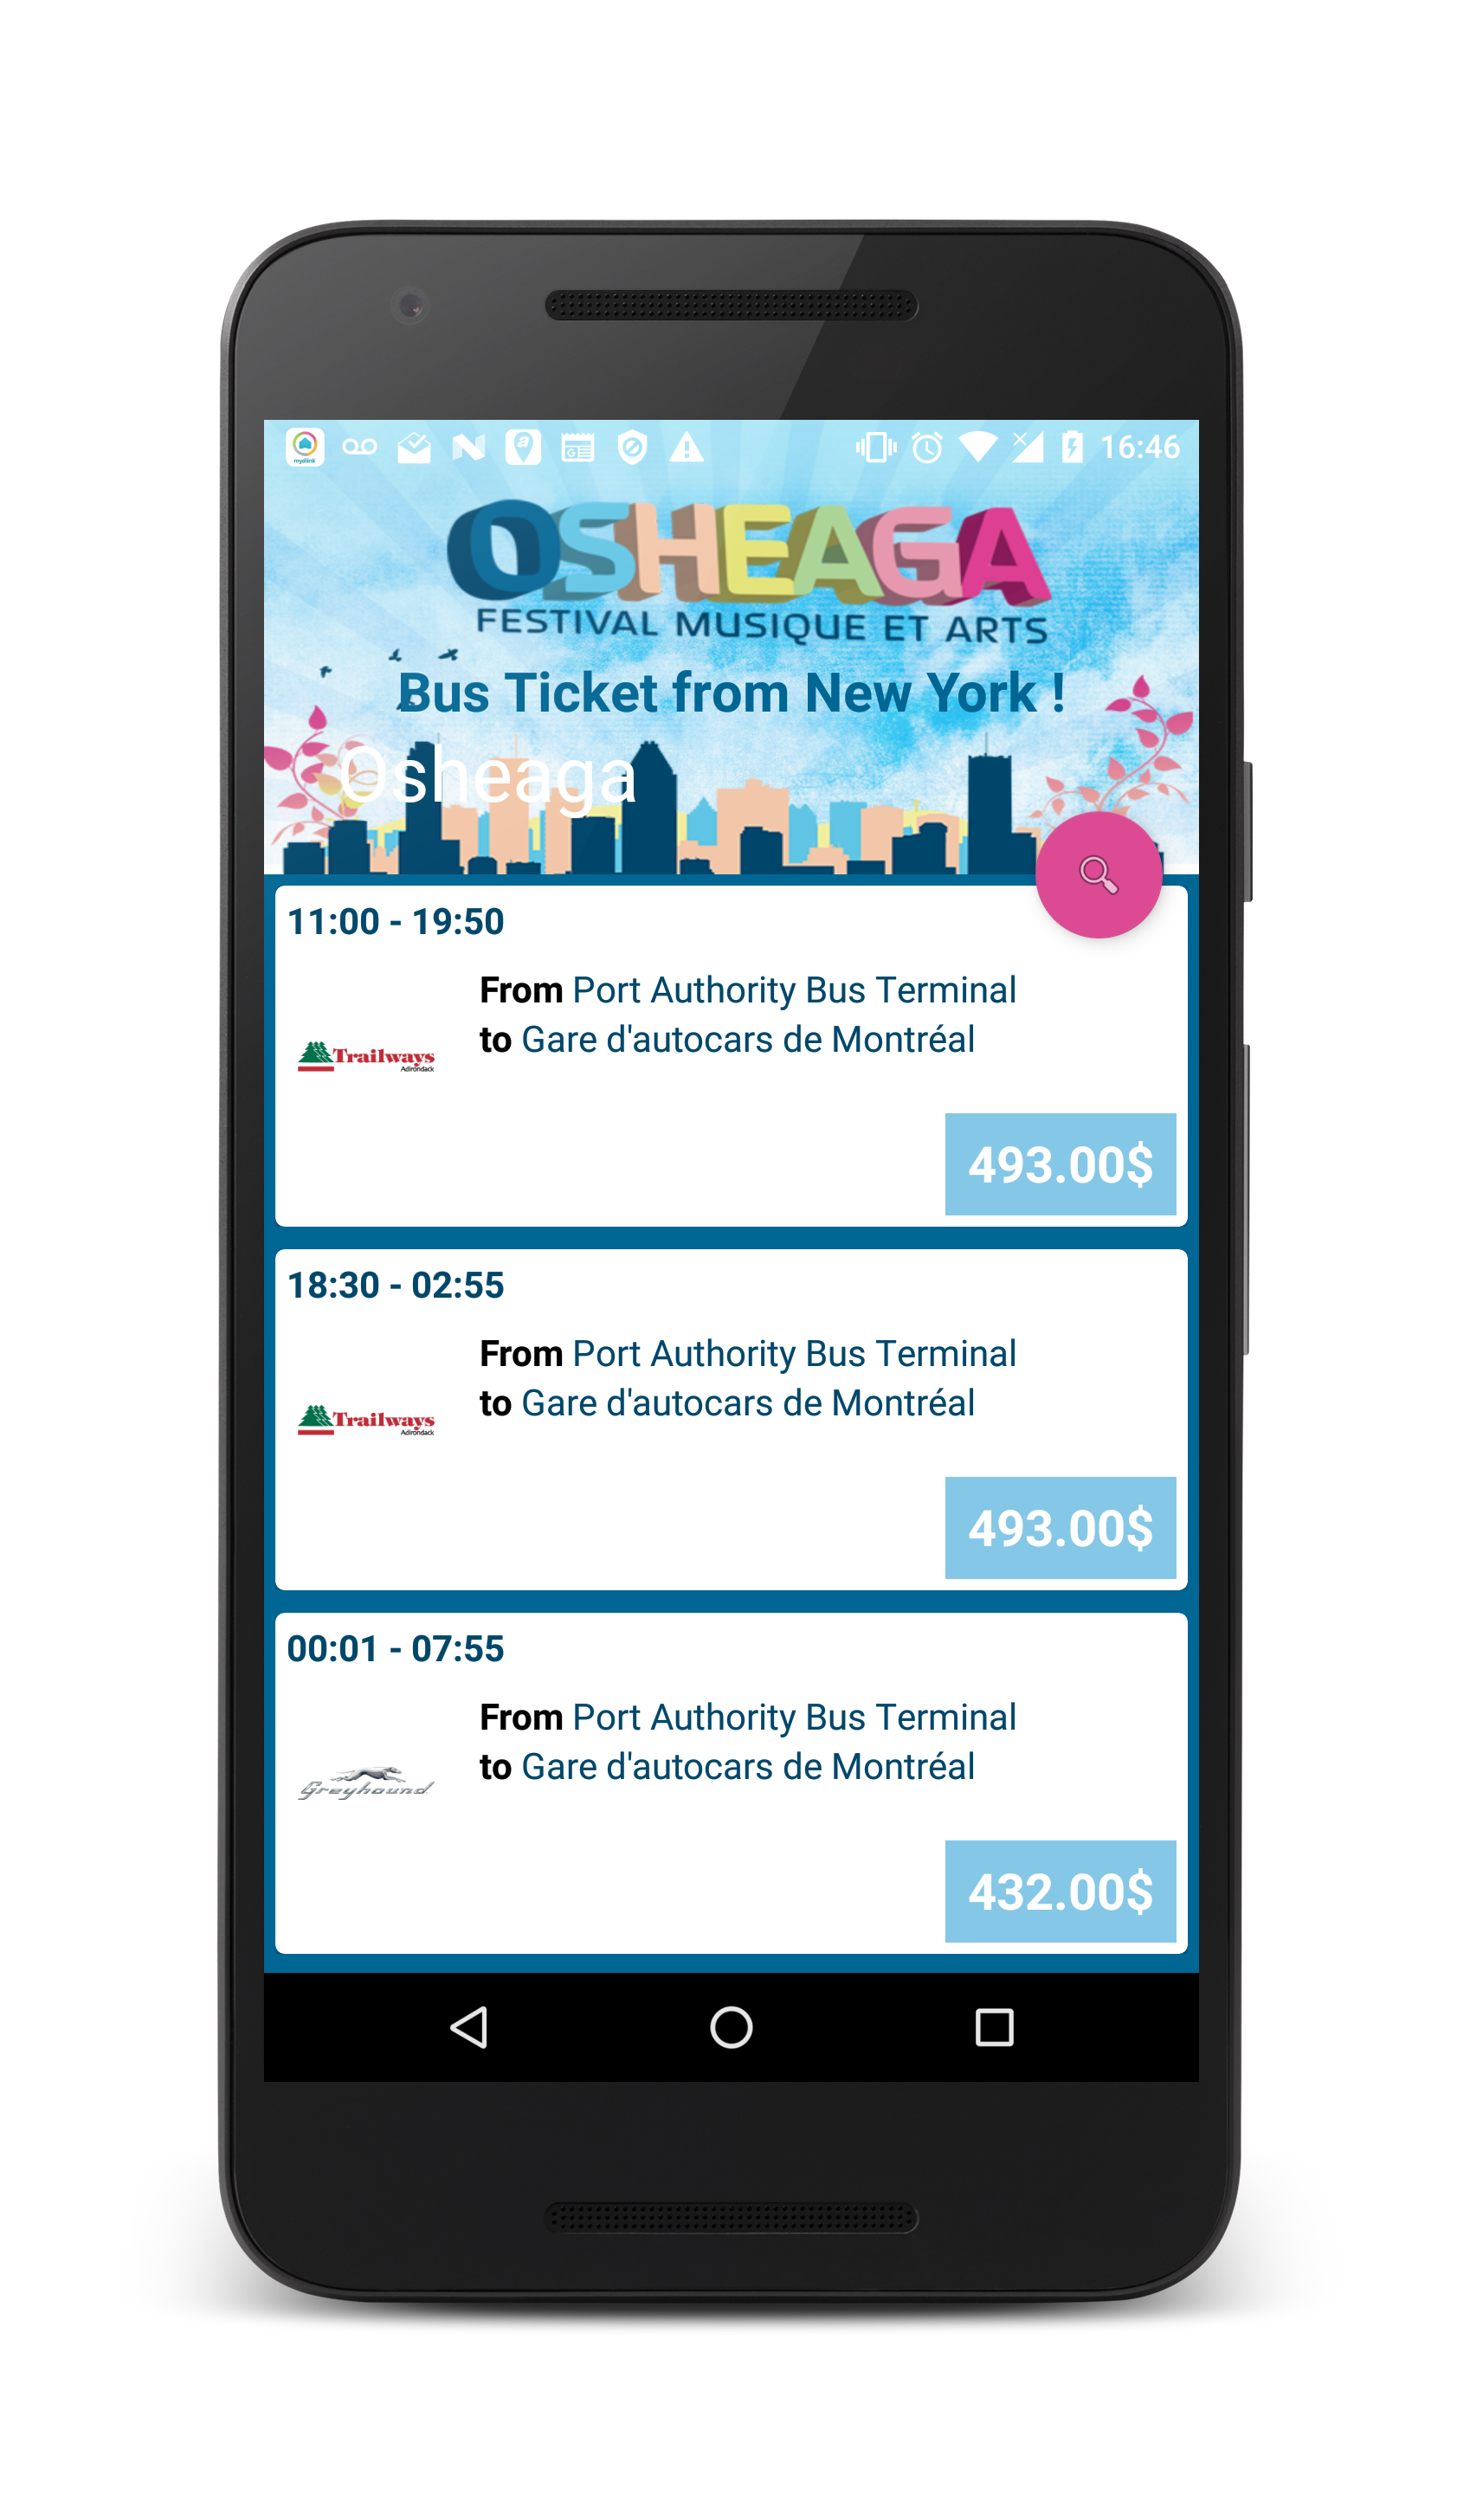 mydlink
16:46
OSHEAGA
FESTIVAL MUSIQUE ET ARTS
Bus Ticket from New York !
Osheaga
11:00 - 19:50
From Port Authority Bus Terminal
to Gare d'autocars de Montréal
Trailways
Adirondack
493.00$
18:30 - 02:55
From Port Authority Bus Terminal
to Gare d'autocars de Montréal
Trailways
Adirondack
493.00$
00:01 - 07:55
From Port Authority Bus Terminal
to Gare d'autocars de Montréal
Greyhound
432.00$